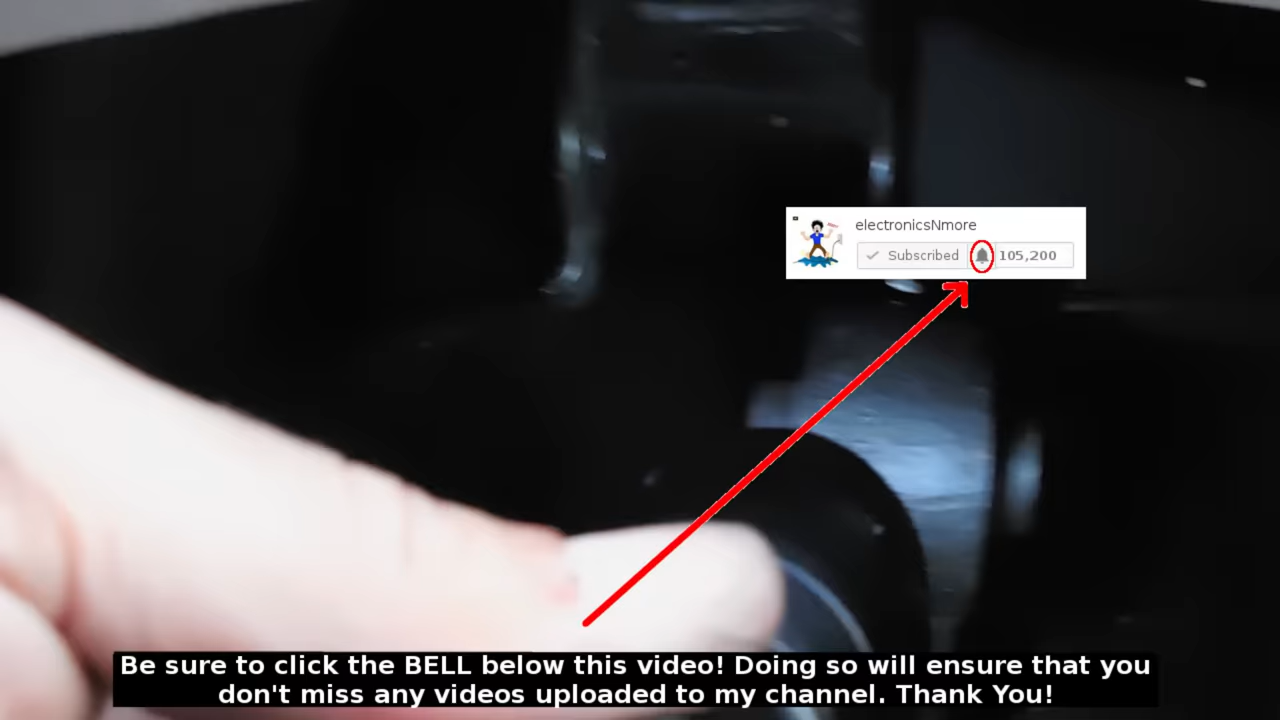 electronicsNmore
Subscribed 105,200
Be sure to click the BELL below this video! Doing so will ensure that you
don't miss any videos uploaded to my channel. Thank You!